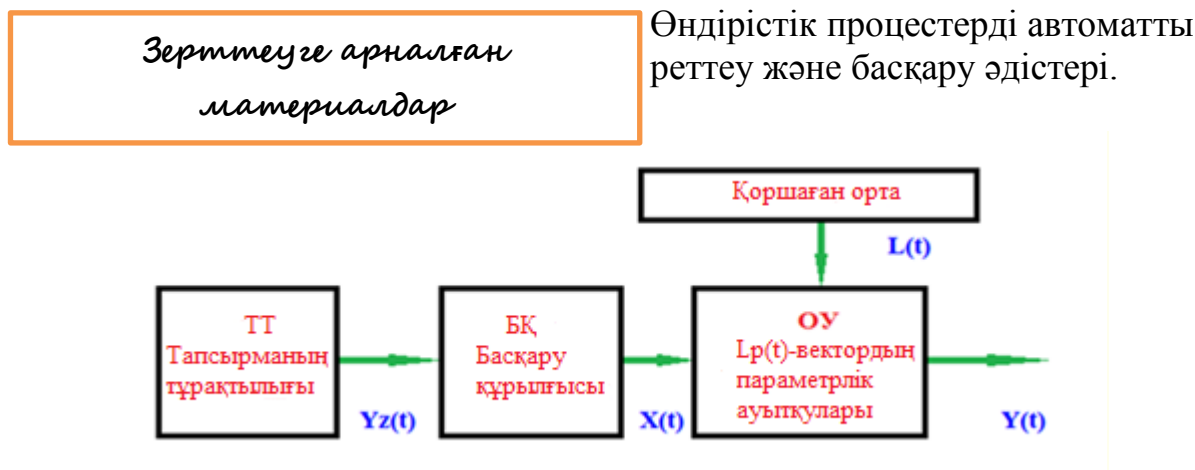 Зерттеуге арналған
материалдар
Өндірістік процестерді автоматты
реттеу және басқару әдістері.
Қоршаған орта
L(t)
ТТ
Тапсырманың
тұрақтылығы
Yz(t)
БҚ
Басқару
құрылғысы
X(t)
ОУ
Lp(t)-вектордың
параметрлік
ауытқулары
Y(t)